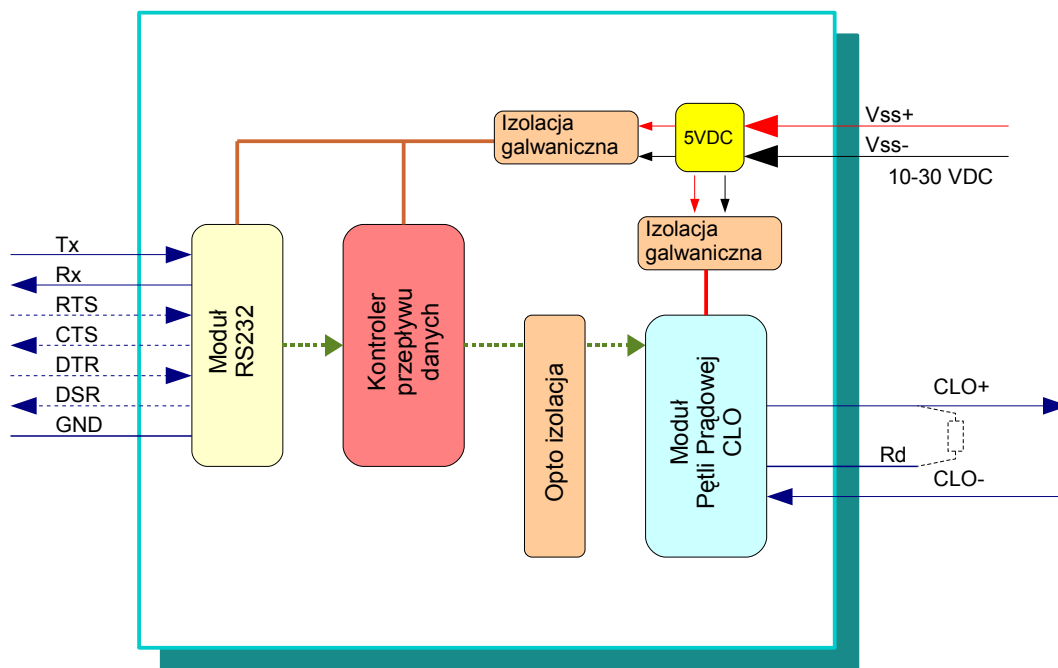 Izolacja
galwaniczna
5VDC
Vss+
Vss-
10-30 VDC
Izolacja
galwaniczna
Tx
Rx
RTS
CTS
DTR
DSR
GND
Moduł
RS232
Kontroler
przepływu
danych
Opto izolacja
Moduł
Pętli Prądowej
CLO
CLO+
Rd
CLO-